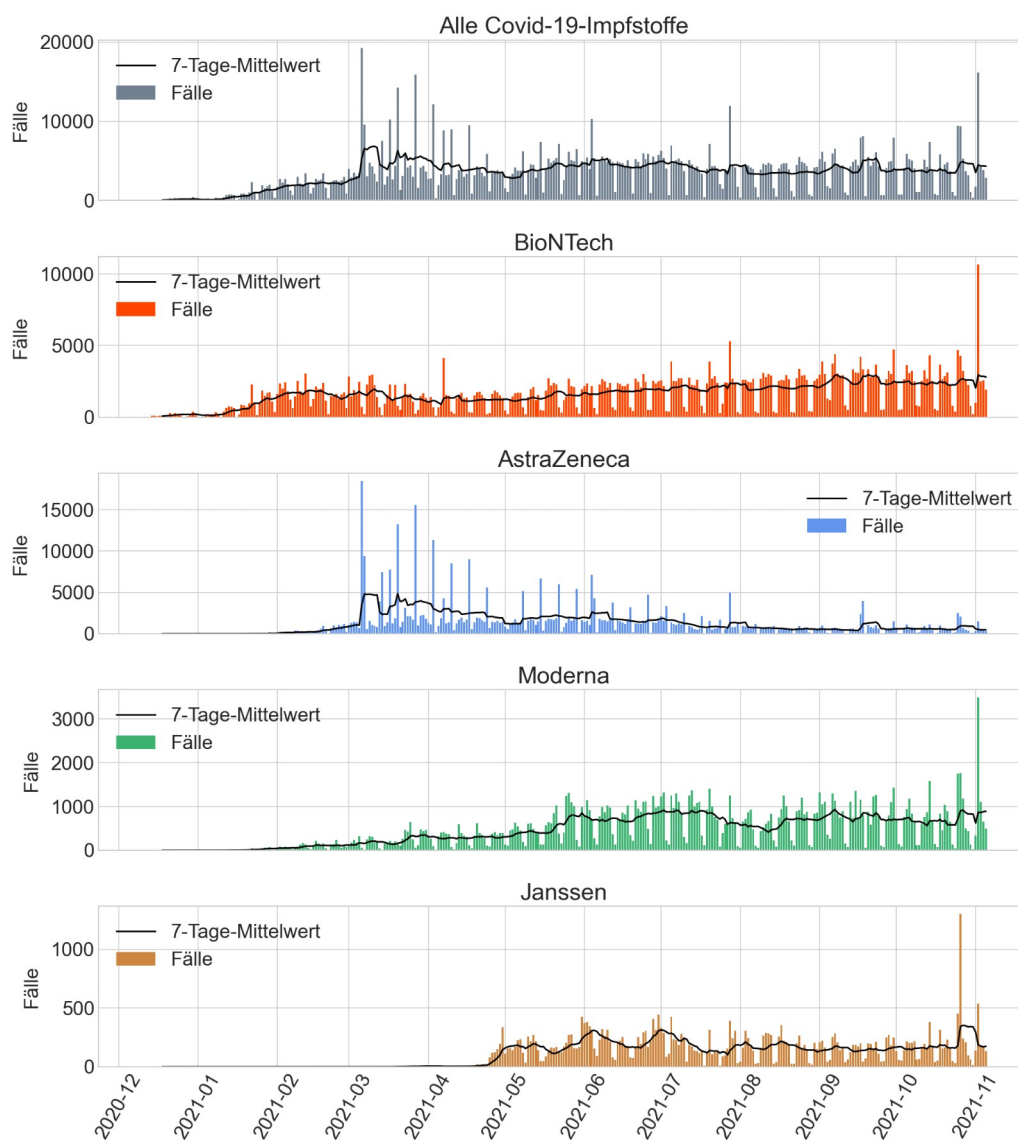 Alle Covid-19-Impfstoffe
20000
10000
0
Fälle
7-Tage-Mittelwert
Fälle
BioNTech
10000
5000
0
Fälle
7-Tage-Mittelwert
Fälle
AstraZeneca
15000
10000
5000
0
Fälle
7-Tage-Mittelwert
Fälle
Moderna
3000
2000
1000
0
Fälle
7-Tage-Mittelwert
Fälle
Janssen
1000
500
0
Fälle
7-Tage-Mittelwert
Fälle
2020-12
2021-01
2021-02
2021-03
2021-04
2021-05
2021-06
2021-07
2021-08
2021-09
2021-10
2021-11